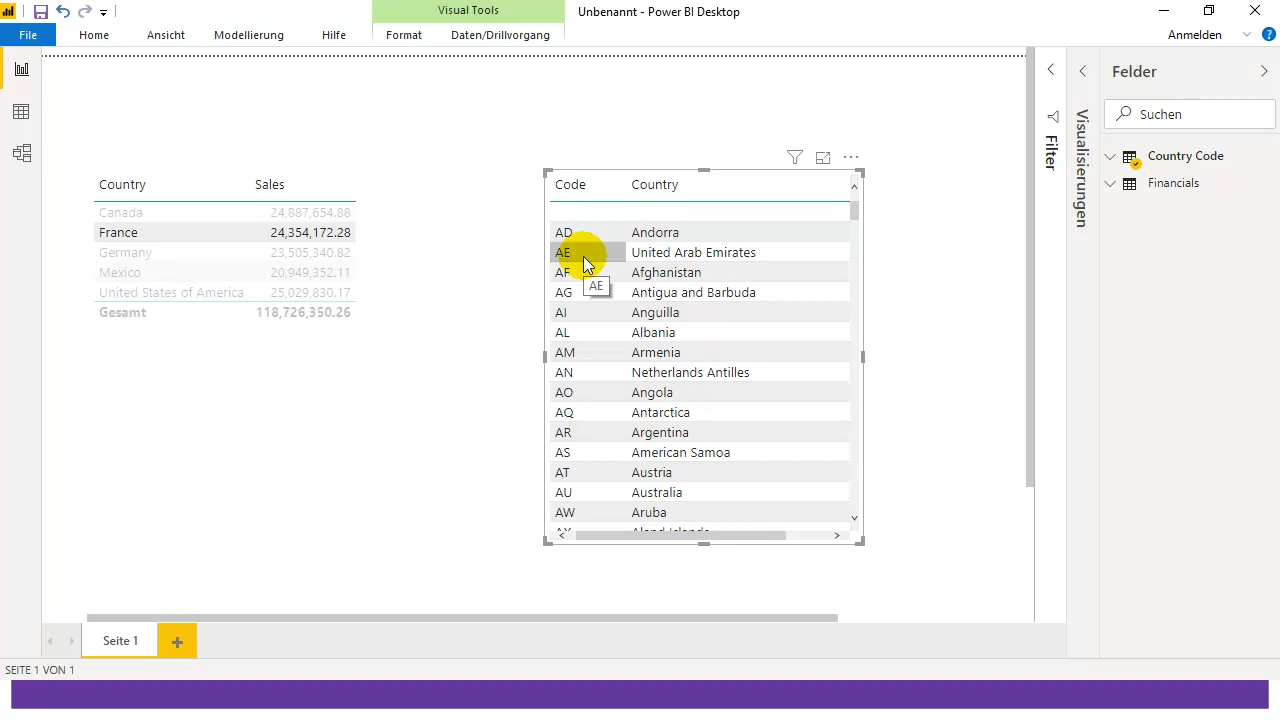 Visual Tools
Unbenannt - Power BI Desktop
File Home Ansicht Modellierung Hilfe Format Daten/Drillvorgang Anmelden
Filter
Visualisierungen
Felder
Suchen
Country Code
Financials
Country Sales
Canada 24,887,654.88
France 24,354,172.28
Germany 23,505,340.82
Mexico 20,949,352.11
United States of America 25,029,830.17
Gesamt 118,726,350.26
Code Country
AD Andorra
AE United Arab Emirates
AF Afghanistan
AE
AG Antigua and Barbuda
AI Anguilla
AL Albania
AM Armenia
AN Netherlands Antilles
AO Angola
AQ Antarctica
AR Argentina
AS American Samoa
AT Austria
AU Australia
AW Aruba
AX Aland Islands
Seite 1
SEITE 1 VON 1